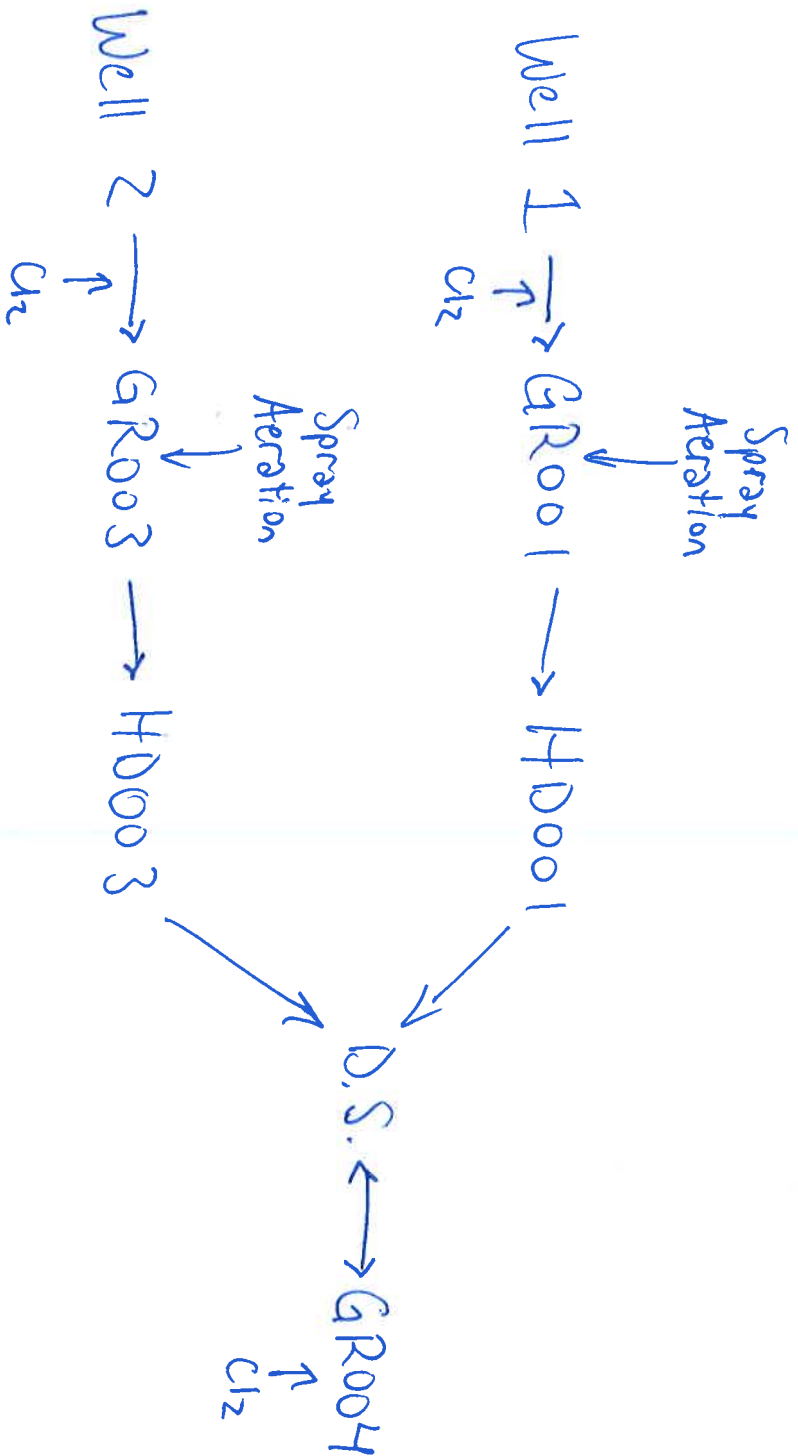 Spray
Aeration
Well 1 → GR001 → HD001
↑
Cl2
D.S. ↔ GR004
↑
Cl2
Spray
Aeration
Well 2 → GR003 → HD003
↑
Cl2